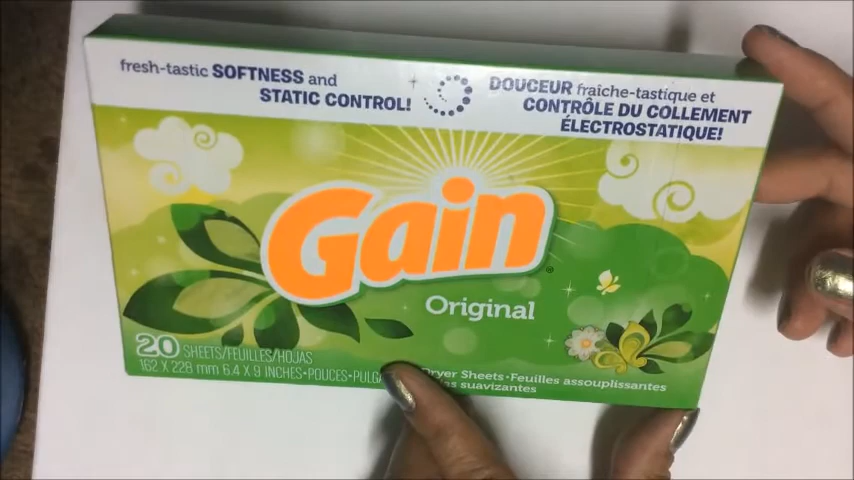 fresh-tastic SOFTNESS and
STATIC CONTROL!
DOUCEUR fraîche-tastique et
CONTRÔLE DU COLLEMENT
ÉLECTROSTATIQUE!
Gain®
Original
20 SHEETS/FEUILLES/HOJAS
162 X 228 mm 6.4 X 9 INCHES•POUCES•PULGA
Dryer Sheets•Feuilles assouplissantes
suavizantes